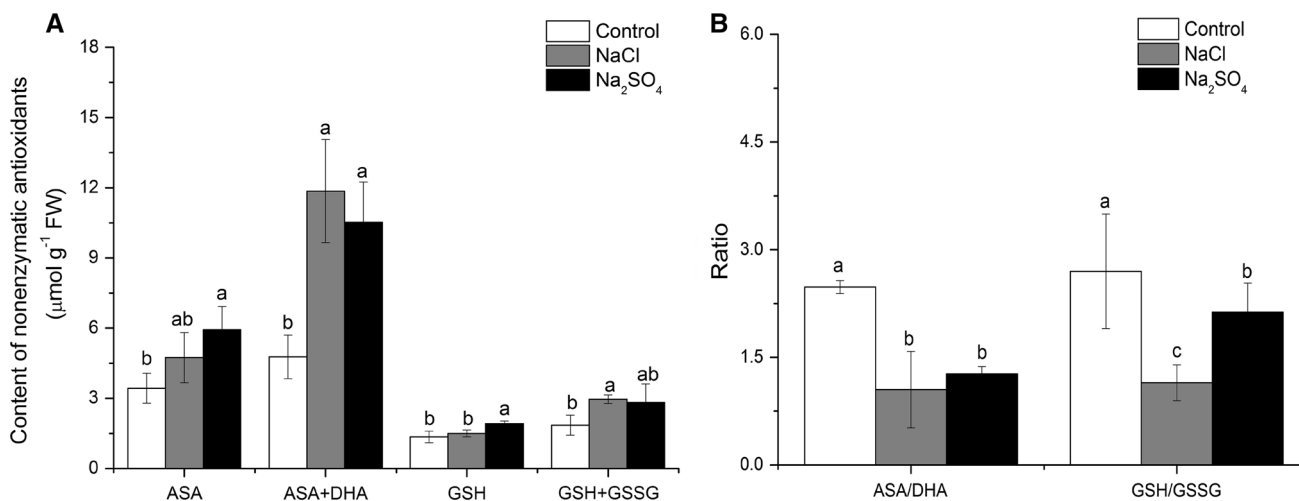 A
Control
NaCl
Na₂SO₄
Content of nonenzymatic antioxidants
(μmol g⁻¹ FW)
18
15
12
9
6
3
0
b ab a
b a a
b b a
b a ab
ASA ASA+DHA GSH GSH+GSSG
B
Control
NaCl
Na₂SO₄
Ratio
6.0
4.5
3.0
1.5
0.0
a b b
a c b
ASA/DHA GSH/GSSG